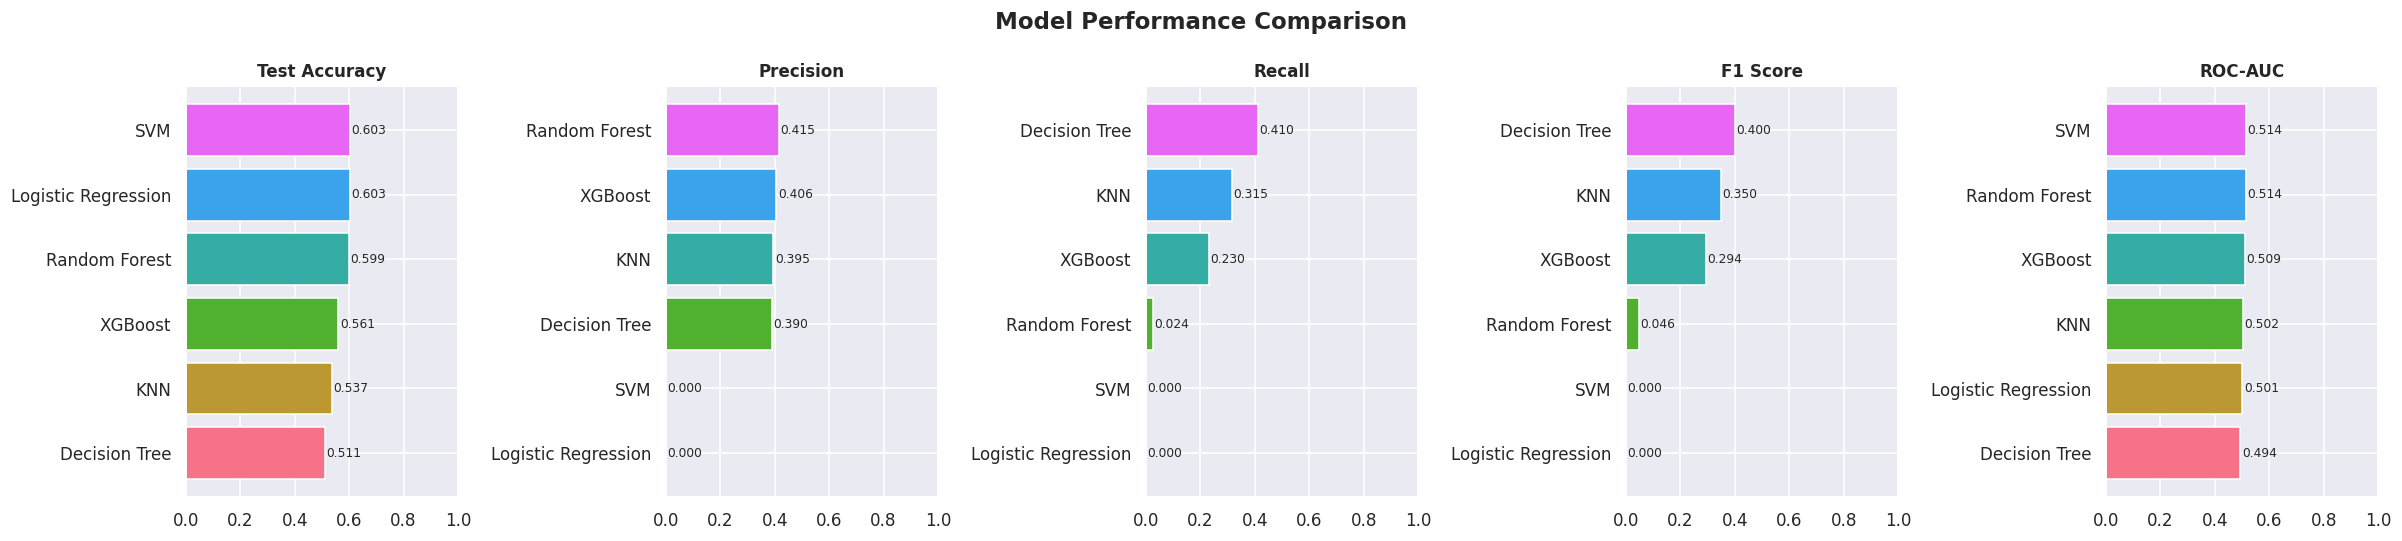 Model Performance Comparison
Test Accuracy
SVM 0.603
Logistic Regression 0.603
Random Forest 0.599
XGBoost 0.561
KNN 0.537
Decision Tree 0.511
0.0 0.2 0.4 0.6 0.8 1.0
Precision
Random Forest 0.415
XGBoost 0.406
KNN 0.395
Decision Tree 0.390
SVM 0.000
Logistic Regression 0.000
0.0 0.2 0.4 0.6 0.8 1.0
Recall
Decision Tree 0.410
KNN 0.315
XGBoost 0.230
Random Forest 0.024
SVM 0.000
Logistic Regression 0.000
0.0 0.2 0.4 0.6 0.8 1.0
F1 Score
Decision Tree 0.400
KNN 0.350
XGBoost 0.294
Random Forest 0.046
SVM 0.000
Logistic Regression 0.000
0.0 0.2 0.4 0.6 0.8 1.0
ROC-AUC
SVM 0.514
Random Forest 0.514
XGBoost 0.509
KNN 0.502
Logistic Regression 0.501
Decision Tree 0.494
0.0 0.2 0.4 0.6 0.8 1.0